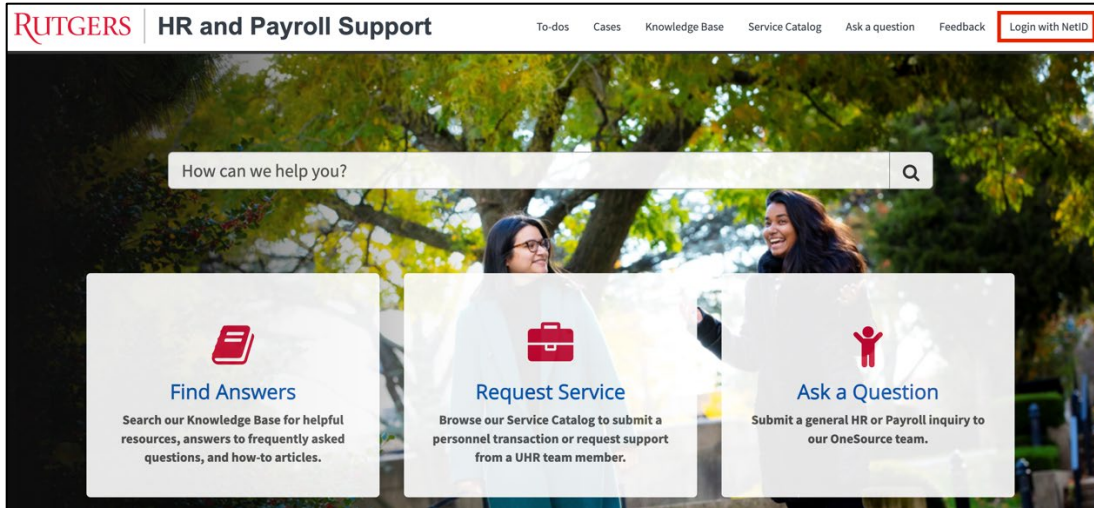 RUTGERS HR and Payroll Support To-dos Cases Knowledge Base Service Catalog Ask a question Feedback Login with NetID
How can we help you?
Find Answers
Search our Knowledge Base for helpful
resources, answers to frequently asked
questions, and how-to articles.
Request Service
Browse our Service Catalog to submit a
personnel transaction or request support
from a UHR team member.
Ask a Question
Submit a general HR or Payroll inquiry to
our OneSource team.